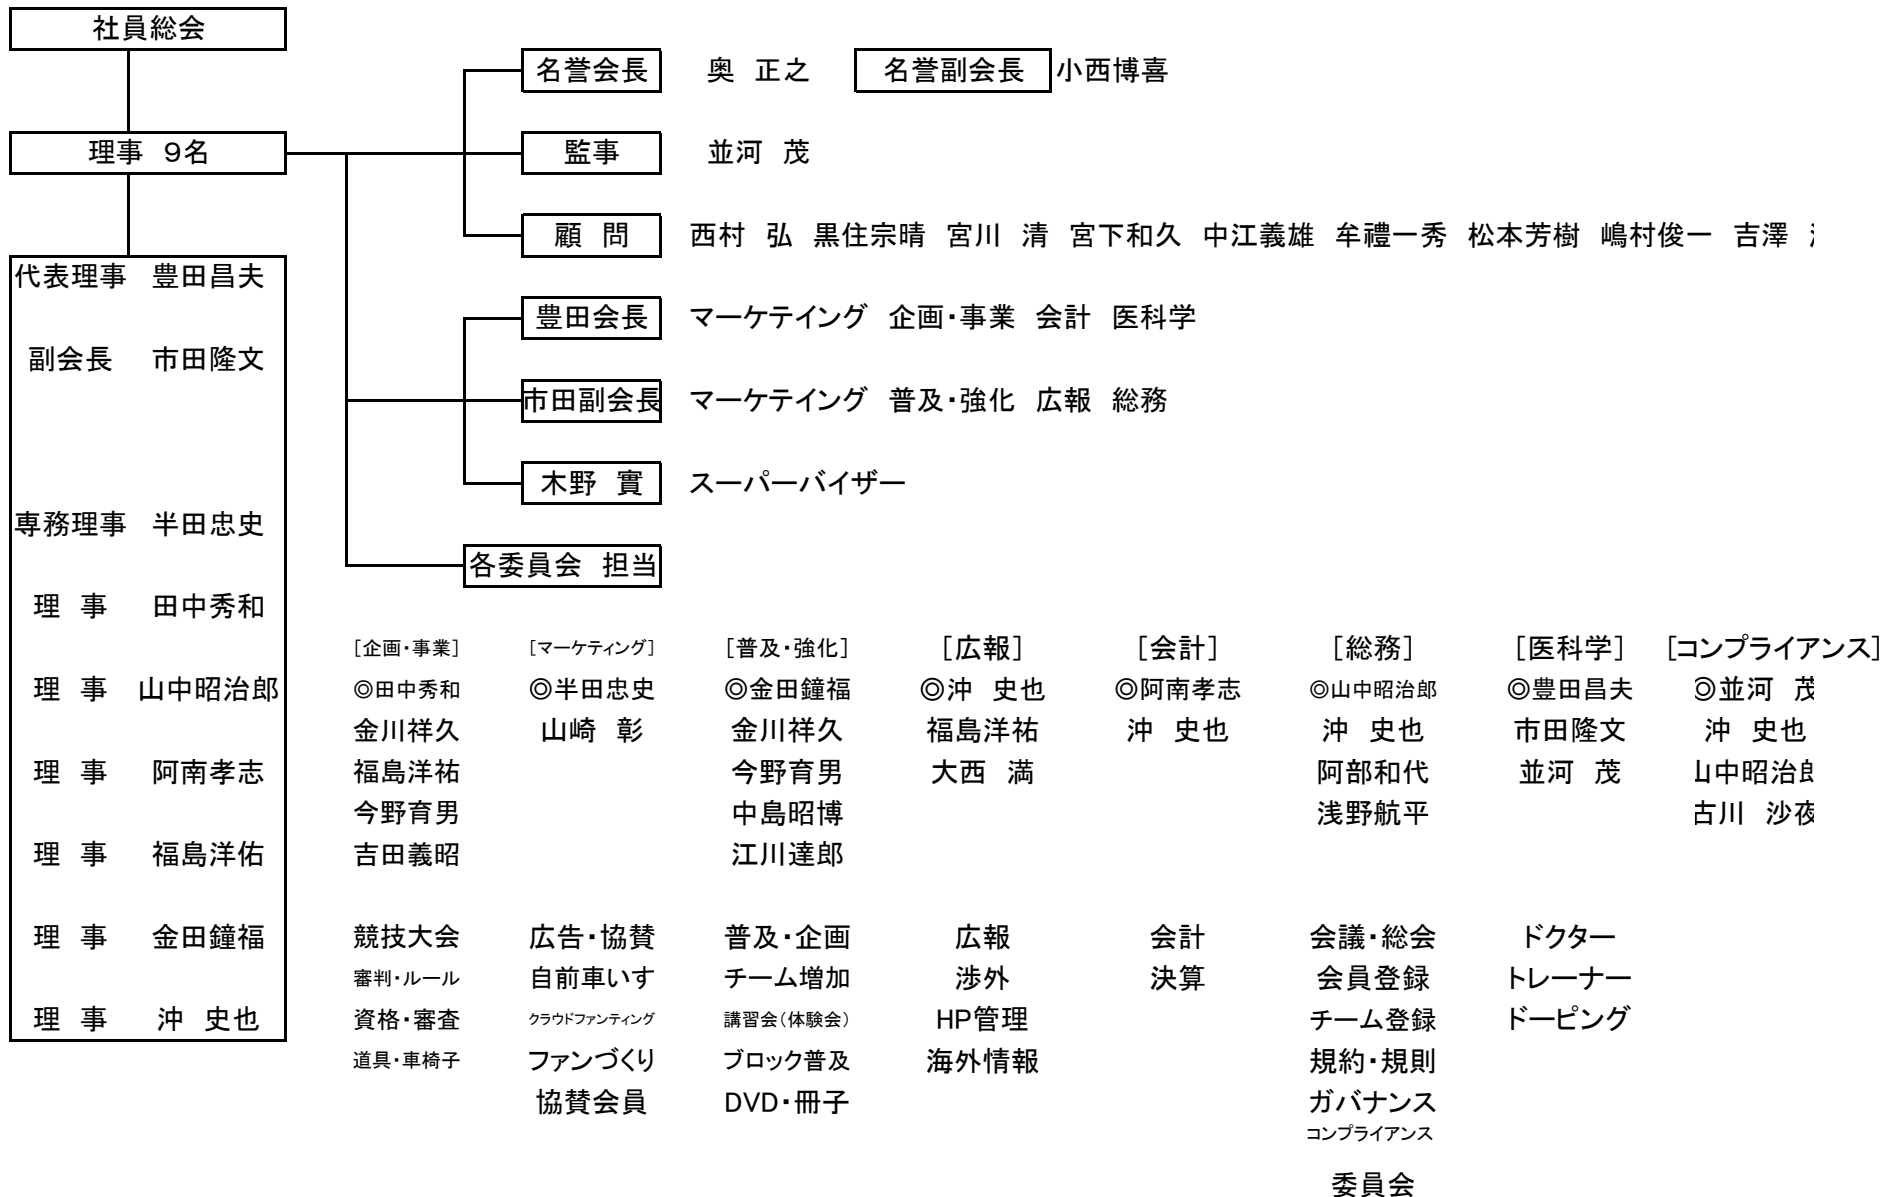 社員総会
名誉会長 奥 正之 名誉副会長 小西博喜
理事 9名 監事 並河 茂
顧 問 西村 弘 黒住宗晴 宮川 清 宮下和久 中江義雄 牟禮一秀 松本芳樹 嶋村俊一 吉澤
代表理事 豊田昌夫
豊田会長 マーケテイング 企画・事業 会計 医科学
副会長 市田隆文
市田副会長 マーケテイング 普及・強化 広報 総務
木野 實 スーパーバイザー
専務理事 半田忠史
各委員会 担当
理 事 田中秀和
[企画・事業] [マーケティング] [普及・強化] [広報] [会計] [総務] [医科学] [コンプライアンス]
理 事 山中昭治郎 ◎田中秀和 ◎半田忠史 ◎金田鐘福 ◎沖 史也 ◎阿南孝志 ◎山中昭治郎 ◎豊田昌夫 ◎並河 茂
金川祥久 山崎 彰 金川祥久 福島洋祐 沖 史也 沖 史也 市田隆文 沖 史也
理 事 阿南孝志 福島洋祐 今野育男 大西 満 阿部和代 並河 茂 山中昭治郎
今野育男 中島昭博 浅野航平 古川 沙夜
理 事 福島洋佑 吉田義昭 江川達郎
理 事 金田鐘福 競技大会 広告・協賛 普及・企画 広報 会計 会議・総会 ドクター
審判・ルール 自前車いす チーム増加 渉外 決算 会員登録 トレーナー
理 事 沖 史也 資格・審査 クラウドファンティング 講習会(体験会) HP管理 チーム登録 ドーピング
道具・車椅子 ファンづくり ブロック普及 海外情報 規約・規則
協賛会員 DVD・冊子 ガバナンス
コンプライアンス
委員会